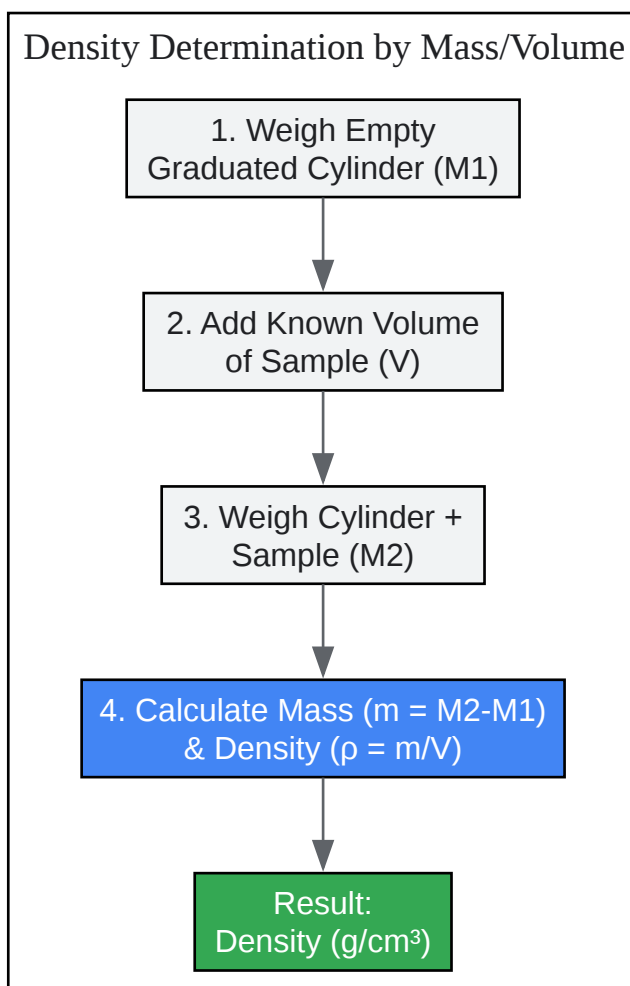 Density Determination by Mass/Volume
1. Weigh Empty
Graduated Cylinder (M1)
2. Add Known Volume
of Sample (V)
3. Weigh Cylinder +
Sample (M2)
4. Calculate Mass (m = M2-M1)
& Density (ρ = m/V)
Result:
Density (g/cm³)